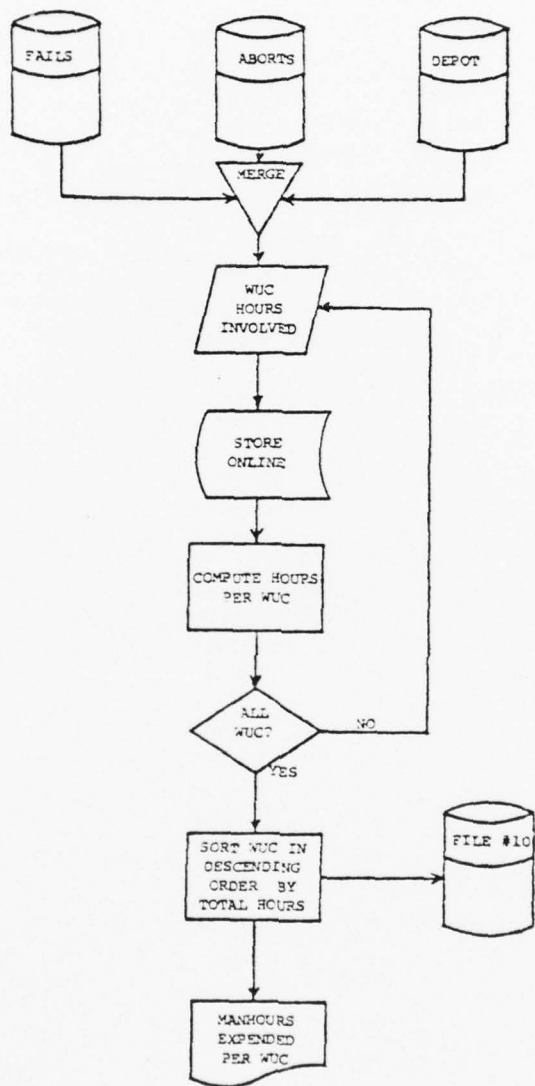 FAILS
ABORTS
DEPOT
MERGE
WUC
HOURS
INVOLVED
STORE
ONLINE
COMPUTE HOURS
PER WUC
ALL
WUC?
NO
YES
SORT WUC IN
DESCENDING
ORDER BY
TOTAL HOURS
FILE #10
MANHOURS
EXPENDED
PER WUC